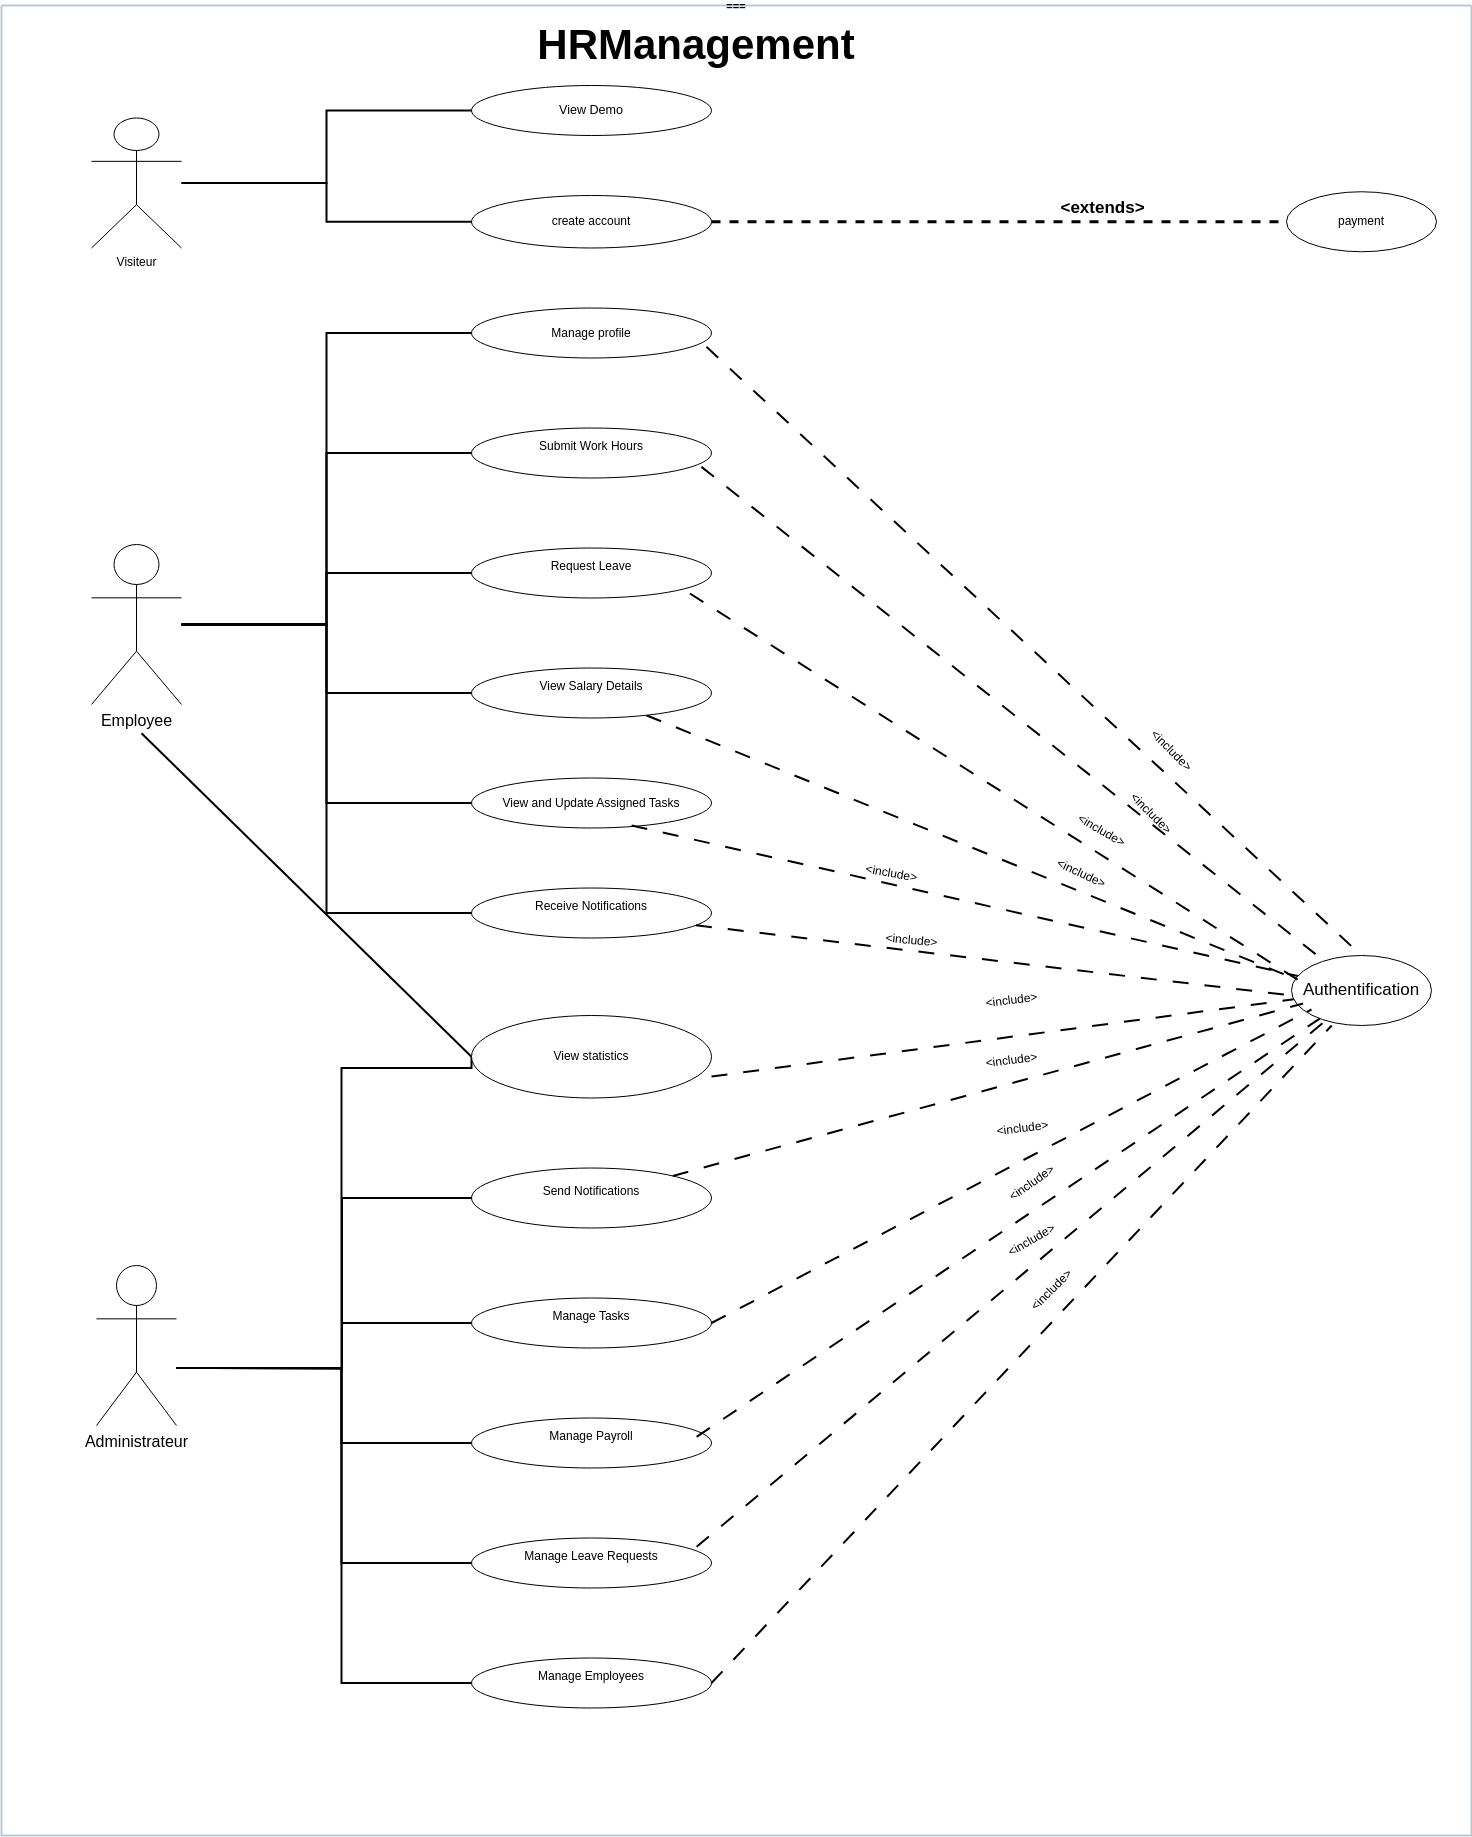 ===
HRManagement
View Demo
Visiteur
create account
<extends>
payment
Manage profile
Submit Work Hours
Request Leave
Employee
View Salary Details
<include>
View and Update Assigned Tasks
<include>
<include>
<include>
<include>
Receive Notifications
<include>
Authentification
<include>
View statistics
<include>
<include>
Send Notifications
<include>
<include>
<include>
Manage Tasks
Administrateur
Manage Payroll
Manage Leave Requests
Manage Employees